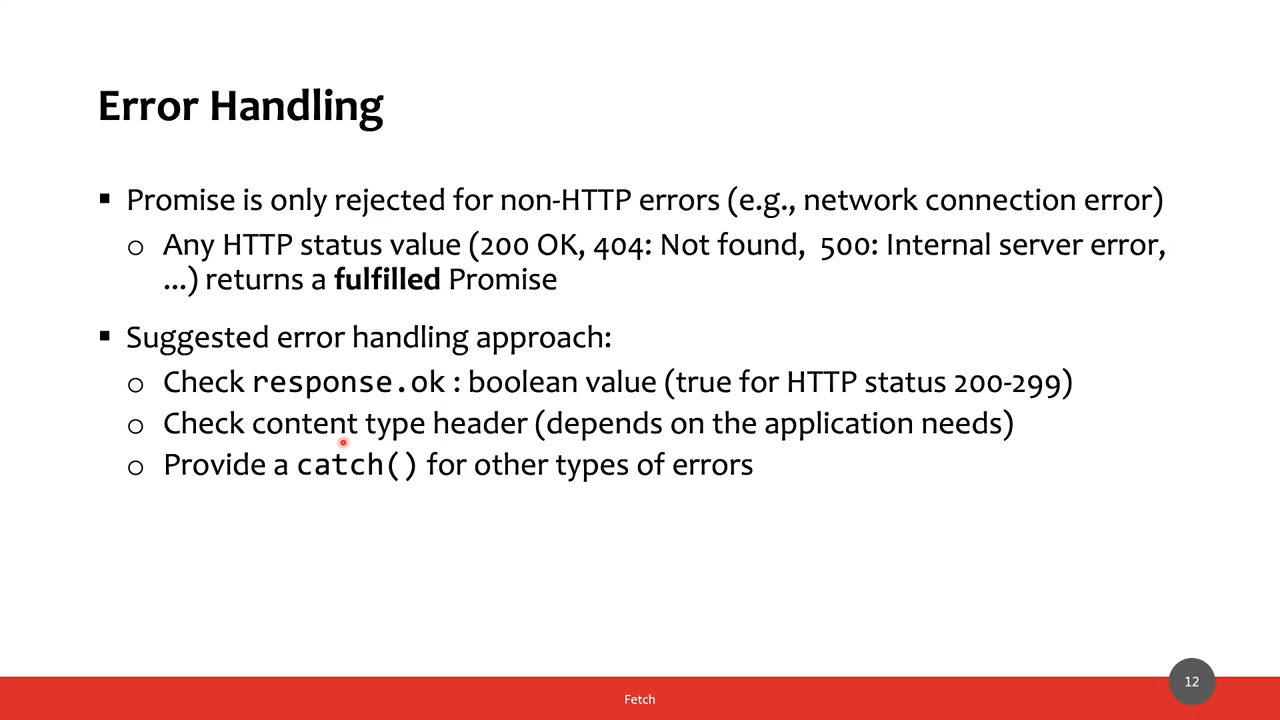 Error Handling
▪ Promise is only rejected for non-HTTP errors (e.g., network connection error)
o Any HTTP status value (200 OK, 404: Not found, 500: Internal server error,
...) returns a fulfilled Promise
▪ Suggested error handling approach:
o Check response.ok : boolean value (true for HTTP status 200-299)
o Check content type header (depends on the application needs)
o Provide a catch() for other types of errors
12
Fetch